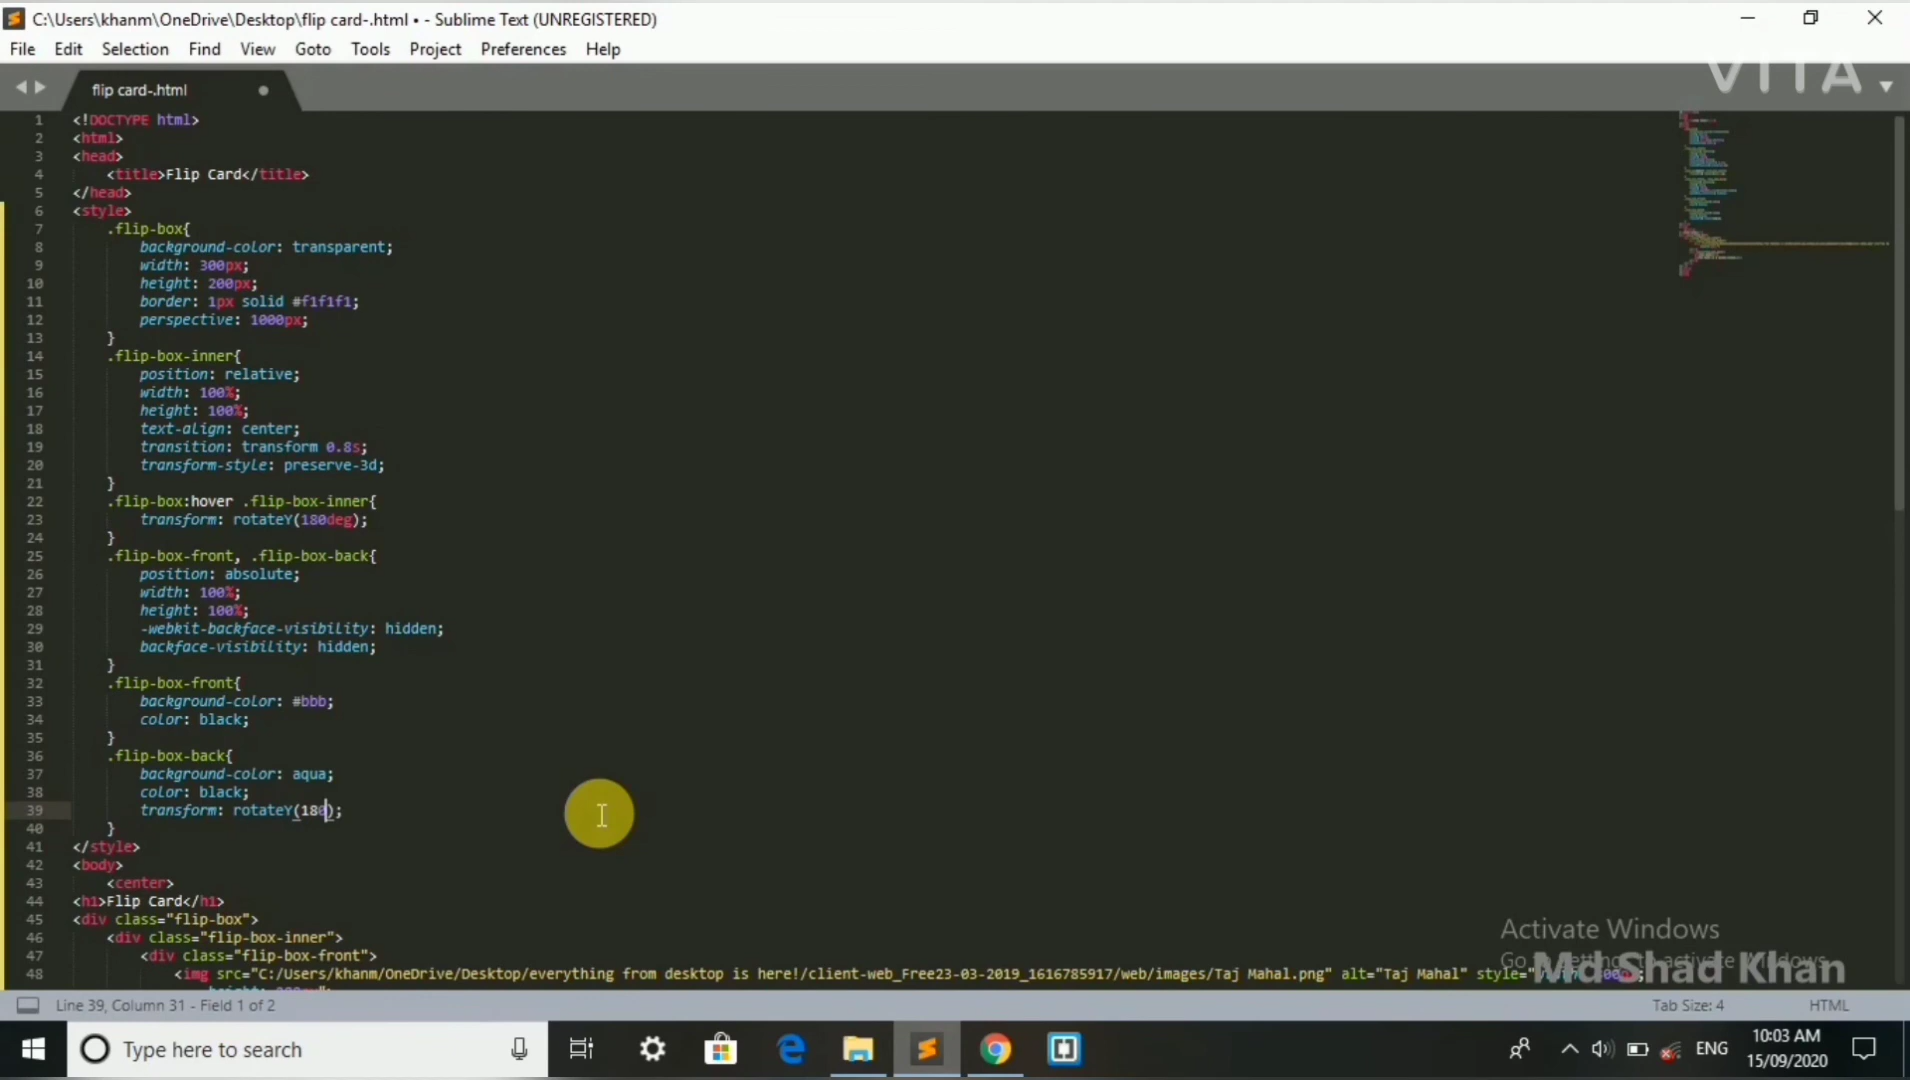 C:\Users\khanm\OneDrive\Desktop\flip card-.html • - Sublime Text (UNREGISTERED)
File Edit Selection Find View Goto Tools Project Preferences Help
VITA
flip card-.html
1 <!DOCTYPE html>
2 <html>
3 <head>
4 <title>Flip Card</title>
5 </head>
6 <style>
7 .flip-box{
8 background-color: transparent;
9 width: 300px;
10 height: 200px;
11 border: 1px solid #f1f1f1;
12 perspective: 1000px;
13 }
14 .flip-box-inner{
15 position: relative;
16 width: 100%;
17 height: 100%;
18 text-align: center;
19 transition: transform 0.8s;
20 transform-style: preserve-3d;
21 }
22 .flip-box:hover .flip-box-inner{
23 transform: rotateY(180deg);
24 }
25 .flip-box-front, .flip-box-back{
26 position: absolute;
27 width: 100%;
28 height: 100%;
29 -webkit-backface-visibility: hidden;
30 backface-visibility: hidden;
31 }
32 .flip-box-front{
33 background-color: #bbb;
34 color: black;
35 }
36 .flip-box-back{
37 background-color: aqua;
38 color: black;
39 transform: rotateY(180);
40 }
41 </style>
42 <body>
43 <center>
44 <h1>Flip Card</h1>
45 <div class="flip-box">
46 <div class="flip-box-inner">
47 <div class="flip-box-front">
48 <img src="C:/Users/khanm/OneDrive/Desktop/everything from desktop is here!/client-web_Free23-03-2019_1616785917/web/images/Taj Mahal.png" alt="Taj Mahal" style="
Activate Windows
Md Shad Khan
Line 39, Column 31 - Field 1 of 2
Tab Size: 4
HTML
Type here to search
ENG
10:03 AM
15/09/2020